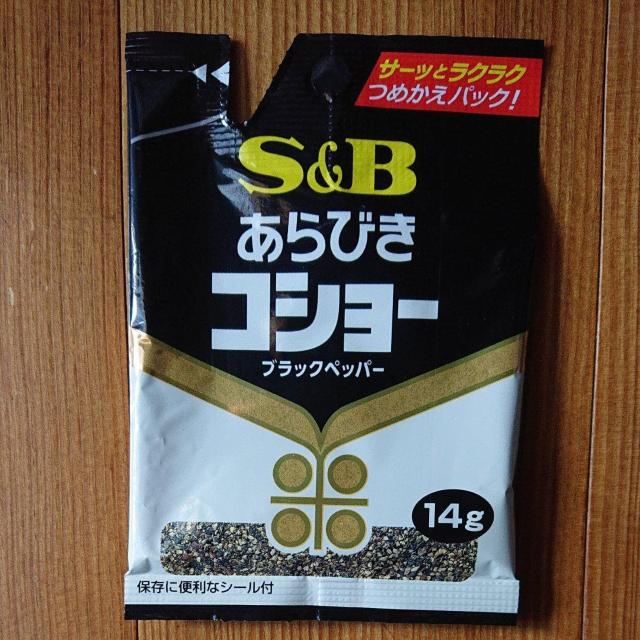 サーッとラクラク
つめかえパック!
S&B
あらびき
コショー
ブラックペッパー
14g
保存に便利なシール付